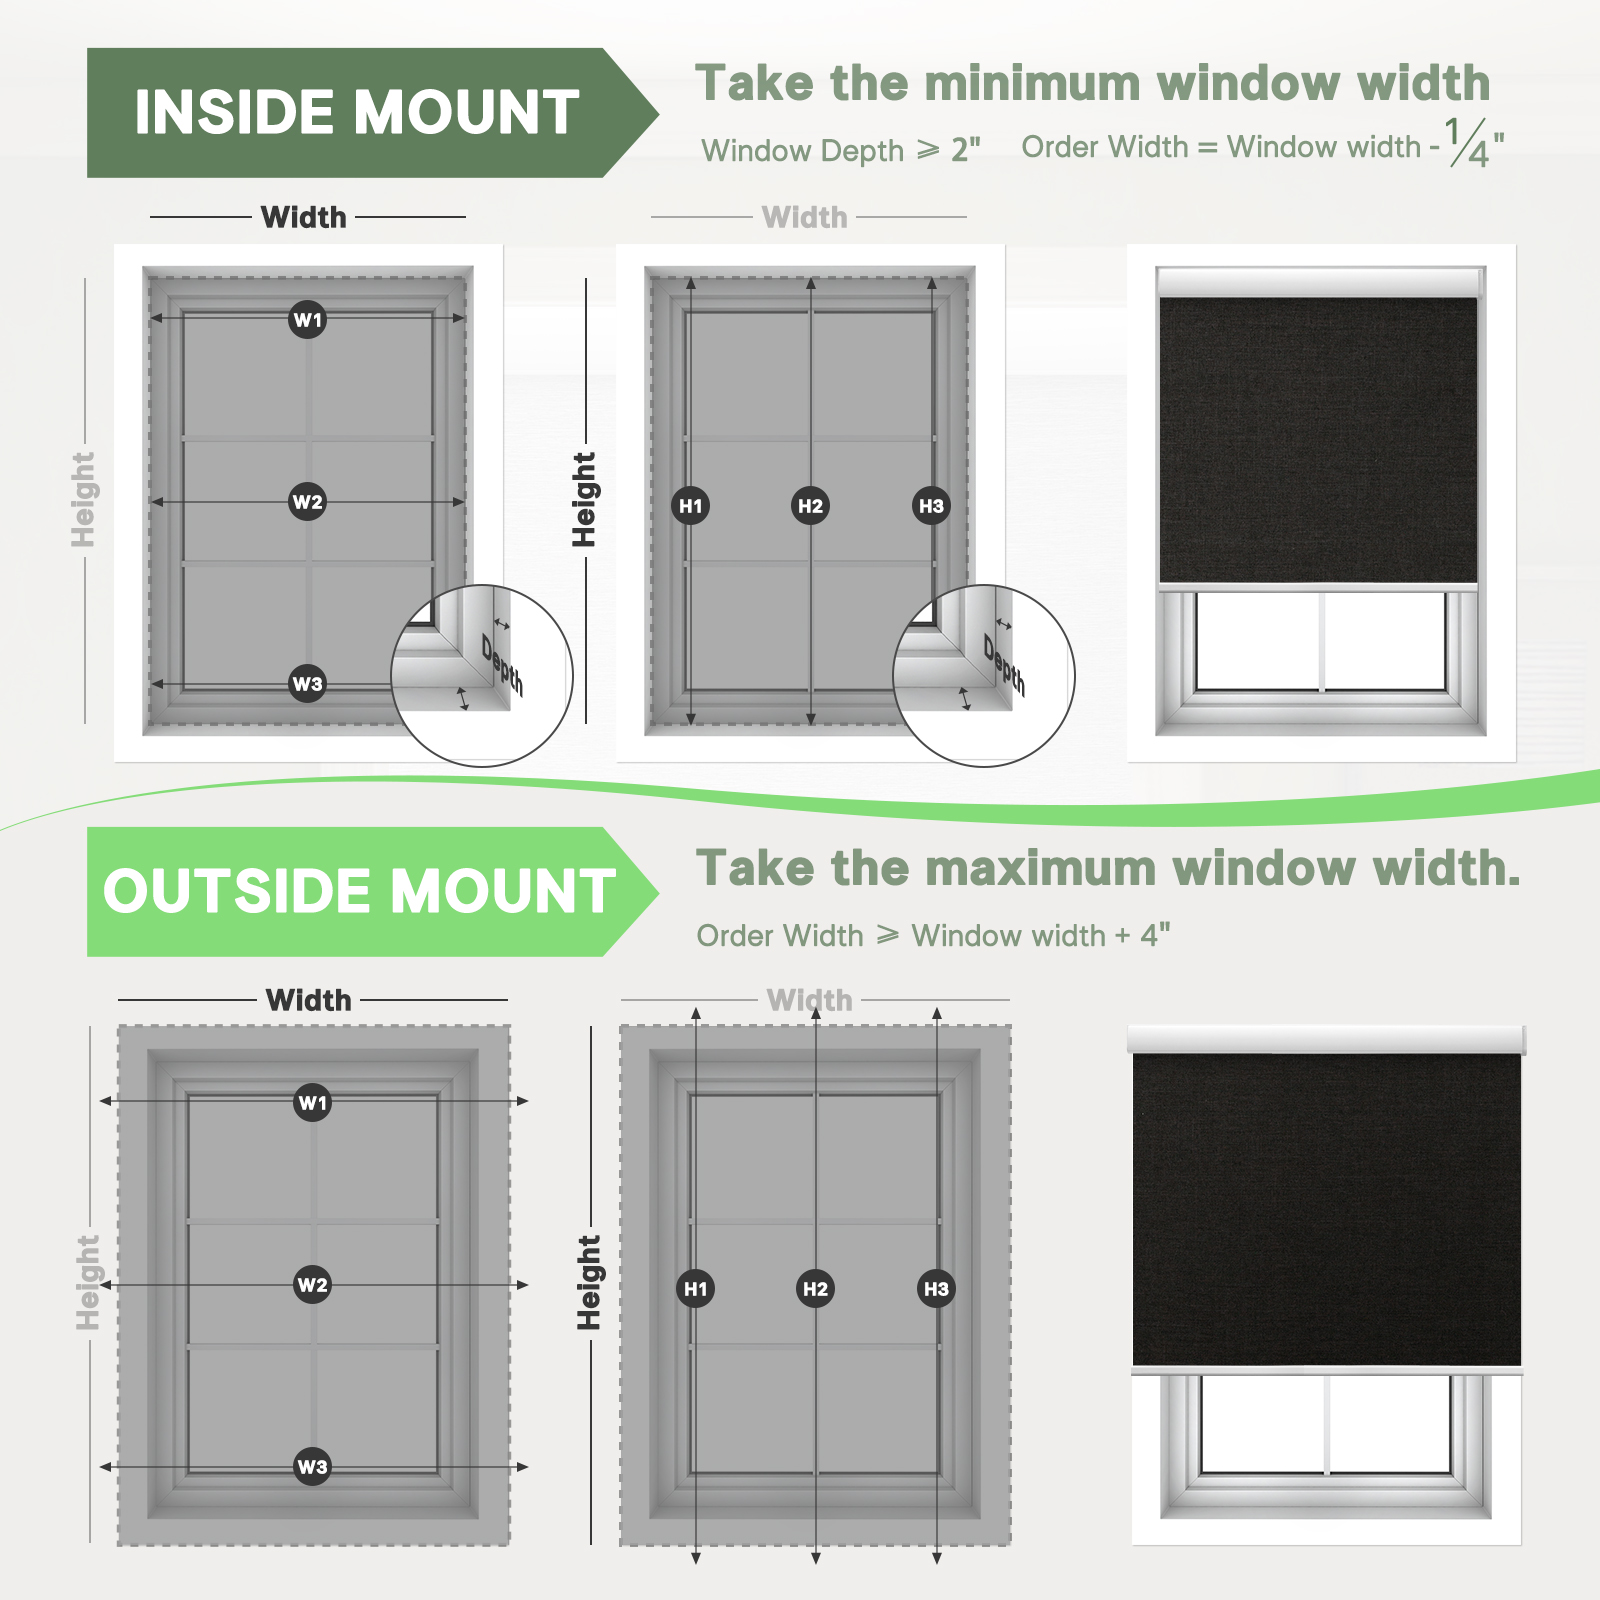 INSIDE MOUNT
Take the minimum window width
Window Depth ⩾ 2" Order Width = Window width - 1/4"
Width
Width
Height
W1
W2
W3
Depth
Height
H1 H2 H3
Depth
OUTSIDE MOUNT
Take the maximum window width.
Order Width ⩾ Window width + 4"
Width
Width
Height
W1
W2
W3
Height
H1 H2 H3